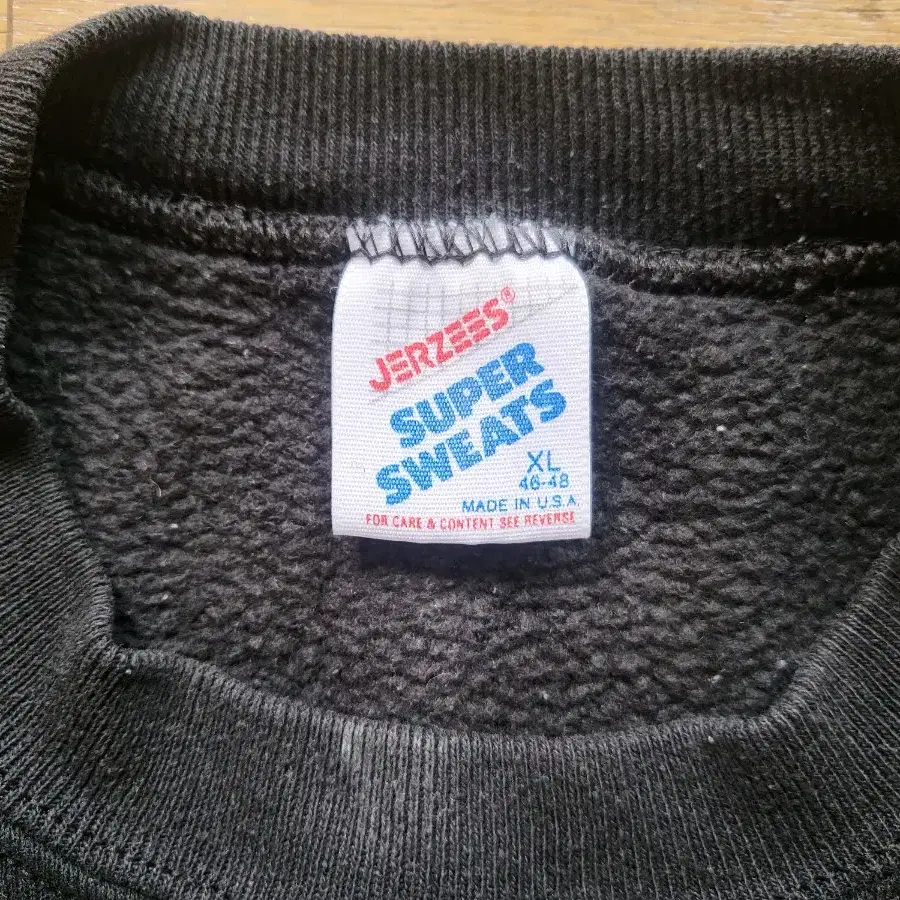 JERZEES®
SUPER
SWEATS
XL
46-48
MADE IN U.S.A.
FOR CARE & CONTENT SEE REVERSE